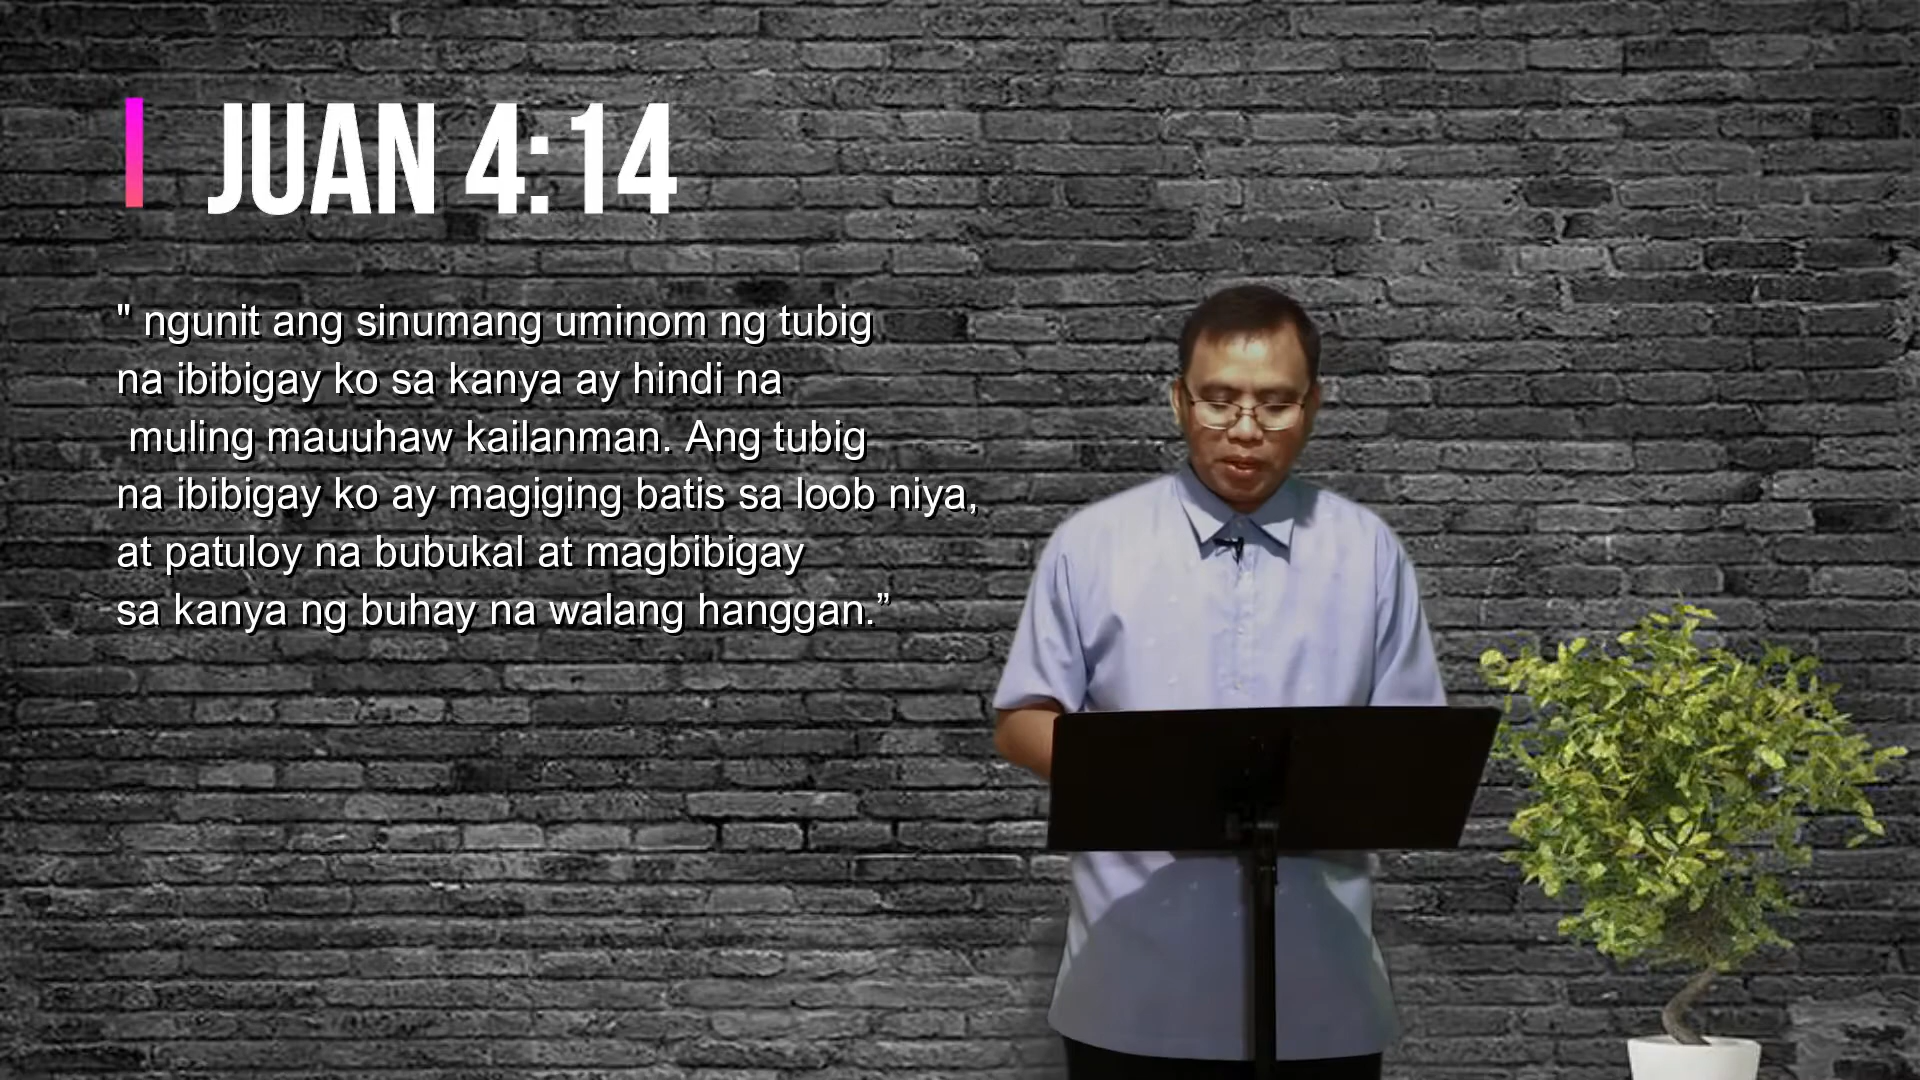 JUAN 4:14
" ngunit ang sinumang uminom ng tubig
na ibibigay ko sa kanya ay hindi na
muling mauuhaw kailanman. Ang tubig
na ibibigay ko ay magiging batis sa loob niya,
at patuloy na bubukal at magbibigay
sa kanya ng buhay na walang hanggan.”